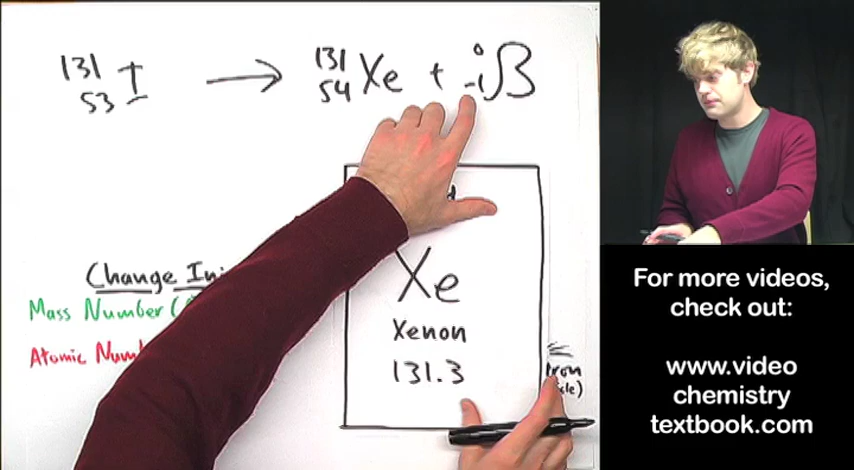 131 53 I → 131 54 Xe + 0 -1 β
Change In
Mass Number (
Atomic Num
Xe
Xenon
131.3
For more videos,
check out:
www.video
chemistry
textbook.com